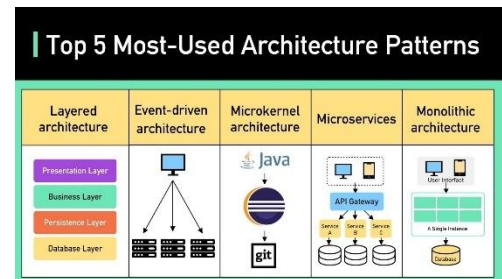 Top 5 Most-Used Architecture Patterns
Layered
architecture
Event-driven
architecture
Microkernel
architecture
Microservices
Monolithic
architecture
Presentation Layer
Business Layer
Persistence Layer
Database Layer
Java
git
API Gateway
Service
A
Service
B
Service
C
User Interfact
A Single Instance
Database